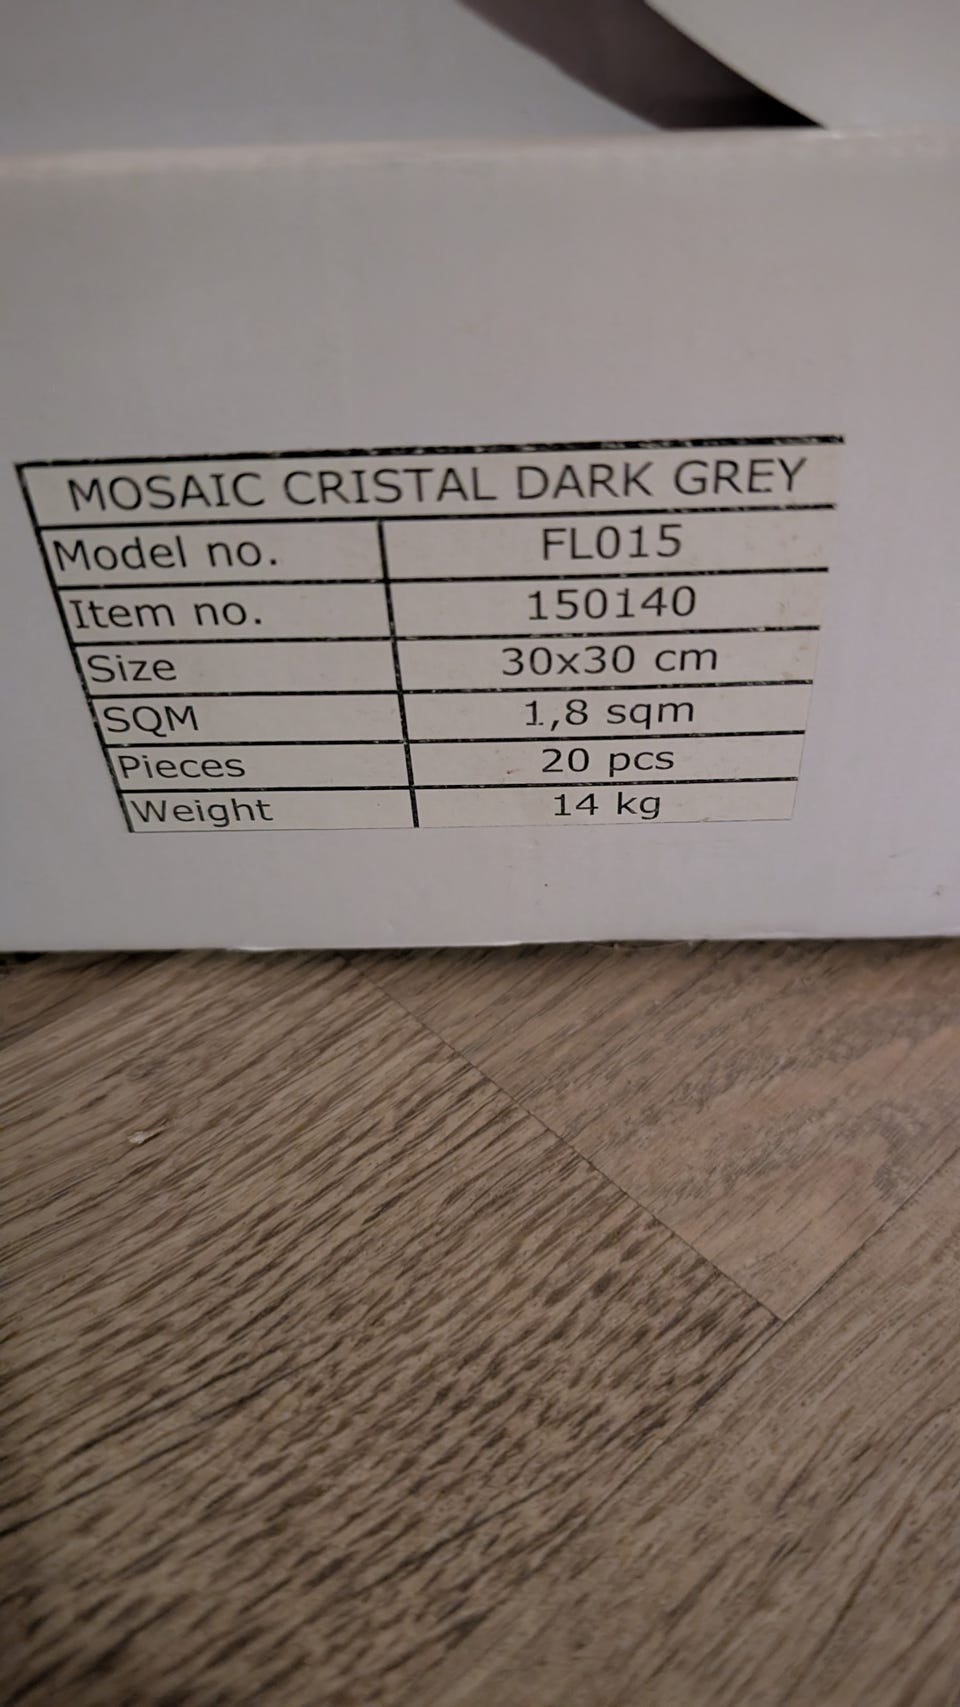 MOSAIC CRISTAL DARK GREY
Model no. FL015
Item no. 150140
Size 30x30 cm
SQM 1,8 sqm
Pieces 20 pcs
Weight 14 kg